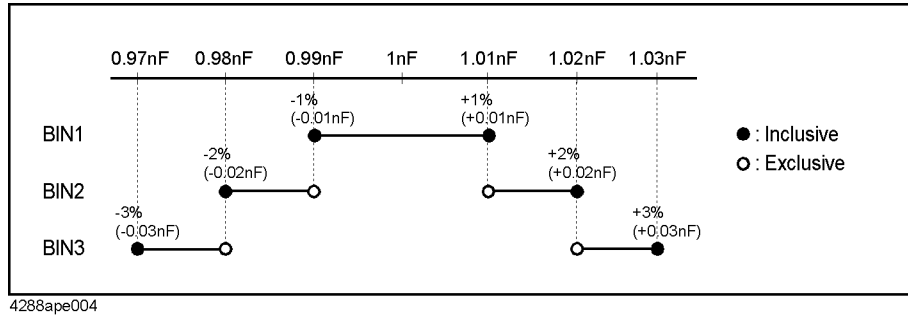 0.97nF 0.98nF 0.99nF 1nF 1.01nF 1.02nF 1.03nF
-1% +1%
(-0.01nF) (+0.01nF)
BIN1
● : Inclusive
-2% +2%
(-0.02nF) (+0.02nF)
○ : Exclusive
BIN2
-3% +3%
(-0.03nF) (+0.03nF)
BIN3
4288ape004